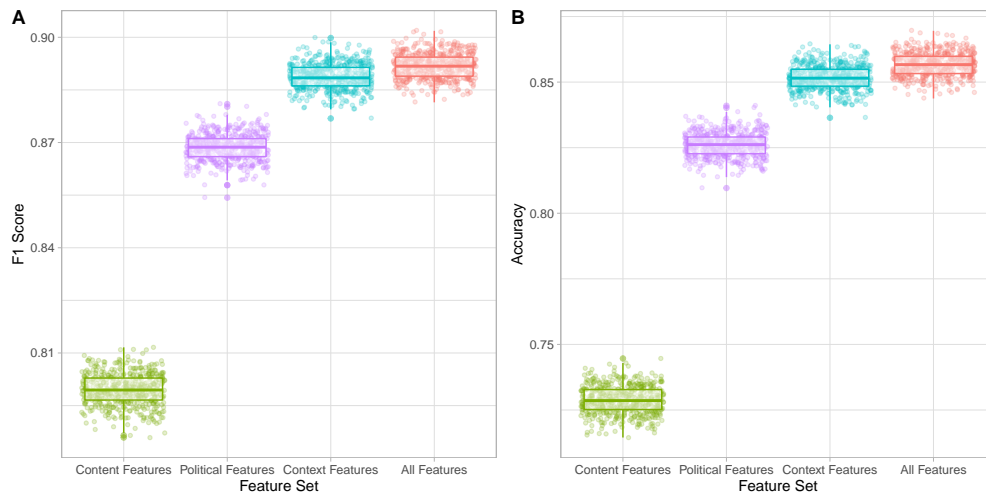 A
F1 Score
0.90
0.87
0.84
0.81
Content Features Political Features Context Features All Features
Feature Set
B
Accuracy
0.85
0.80
0.75
Content Features Political Features Context Features All Features
Feature Set